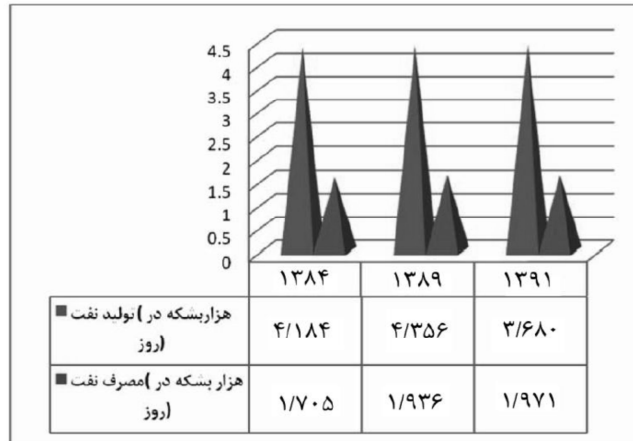 4.5
4
3.5
3
2.5
2
1.5
1
0.5
0
۱۳۸۴ ۱۳۸۹ ۱۳۹۱
هزاربشکه در )تولید نفت ۴/۱۸۴ ۴/۳۵۶ ۳/۶۸۰
(روز
هزار بشکه در )مصرف نفت ۱/۷۰۵ ۱/۹۳۶ ۱/۹۷۱
(روز